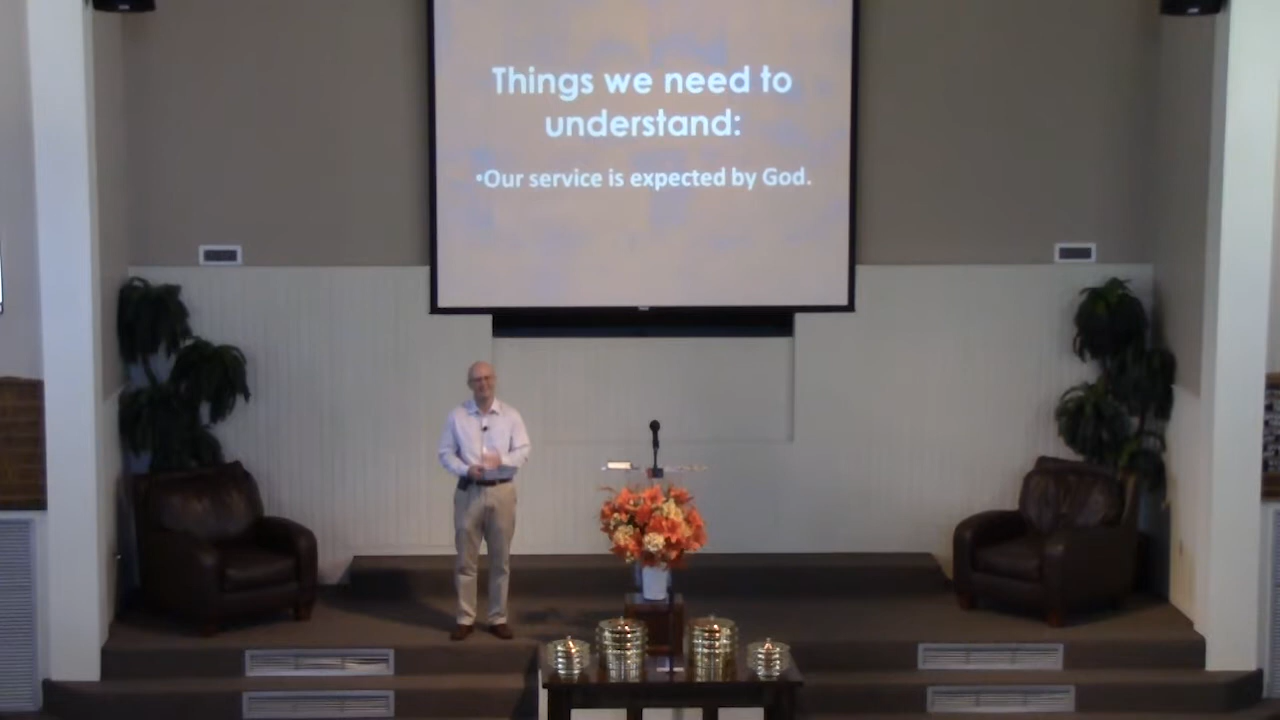 Things we need to
understand:
•Our service is expected by God.